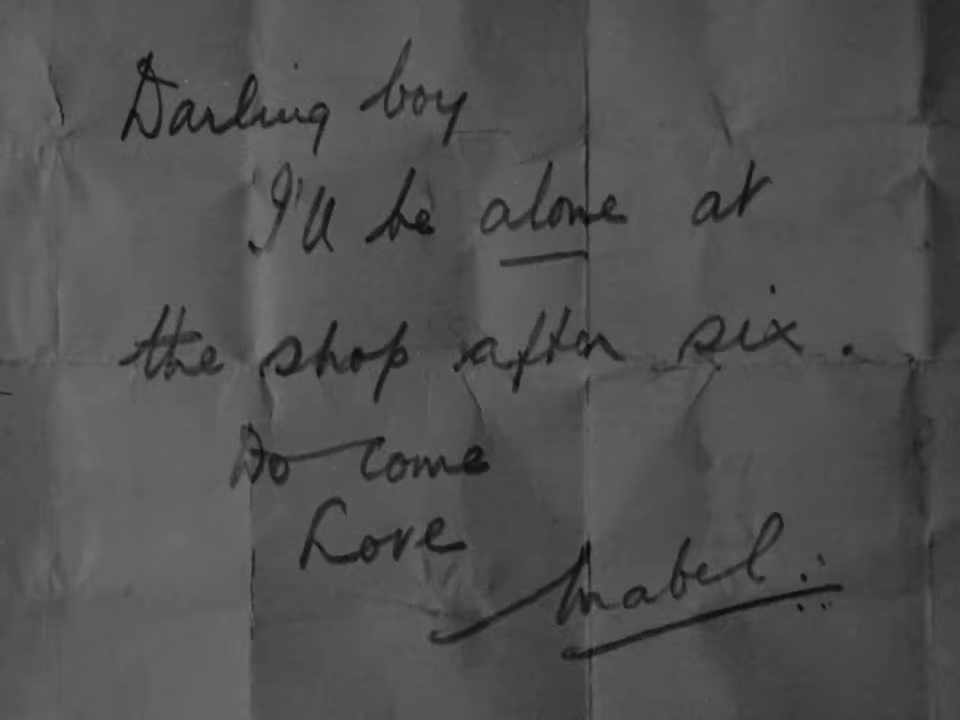 Darling boy
I'll be alone at
the shop after six.
Do come
Love
Mabel